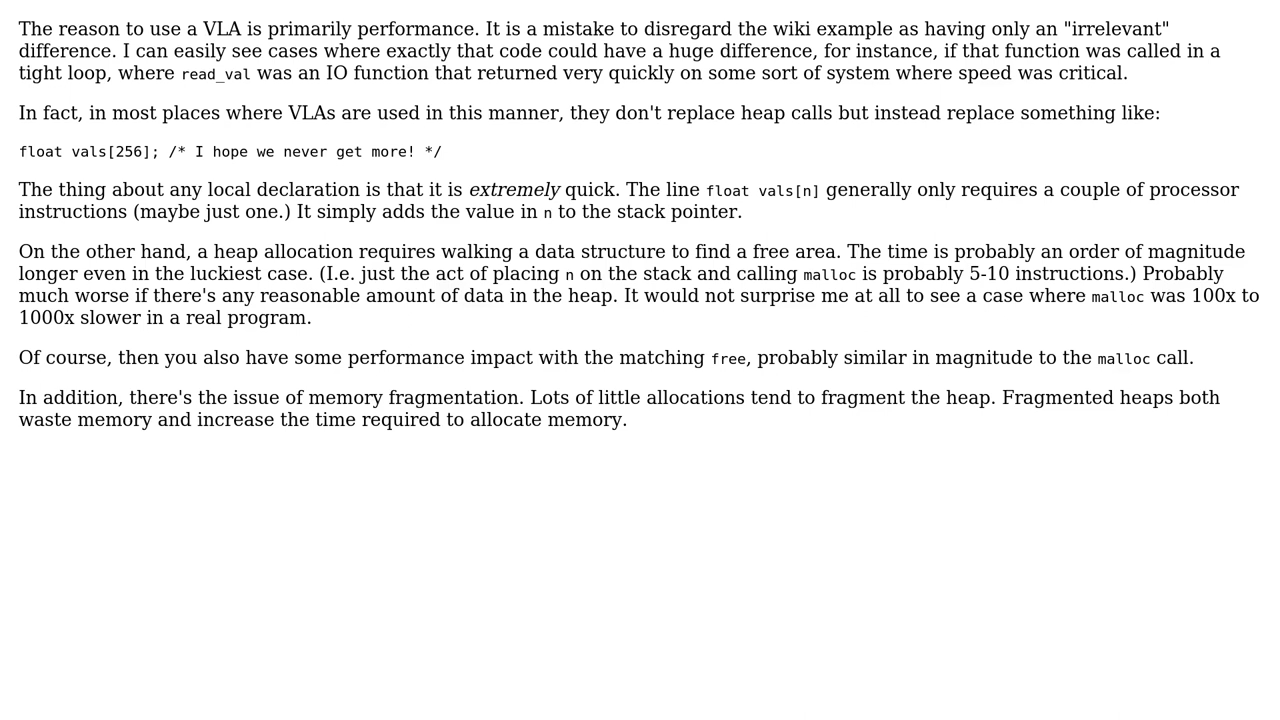 The reason to use a VLA is primarily performance. It is a mistake to disregard the wiki example as having only an "irrelevant"
difference. I can easily see cases where exactly that code could have a huge difference, for instance, if that function was called in a
tight loop, where read_val was an IO function that returned very quickly on some sort of system where speed was critical.
In fact, in most places where VLAs are used in this manner, they don't replace heap calls but instead replace something like:
float vals[256]; /* I hope we never get more! */
The thing about any local declaration is that it is extremely quick. The line float vals[n] generally only requires a couple of processor
instructions (maybe just one.) It simply adds the value in n to the stack pointer.
On the other hand, a heap allocation requires walking a data structure to find a free area. The time is probably an order of magnitude
longer even in the luckiest case. (I.e. just the act of placing n on the stack and calling malloc is probably 5-10 instructions.) Probably
much worse if there's any reasonable amount of data in the heap. It would not surprise me at all to see a case where malloc was 100x to
1000x slower in a real program.
Of course, then you also have some performance impact with the matching free, probably similar in magnitude to the malloc call.
In addition, there's the issue of memory fragmentation. Lots of little allocations tend to fragment the heap. Fragmented heaps both
waste memory and increase the time required to allocate memory.